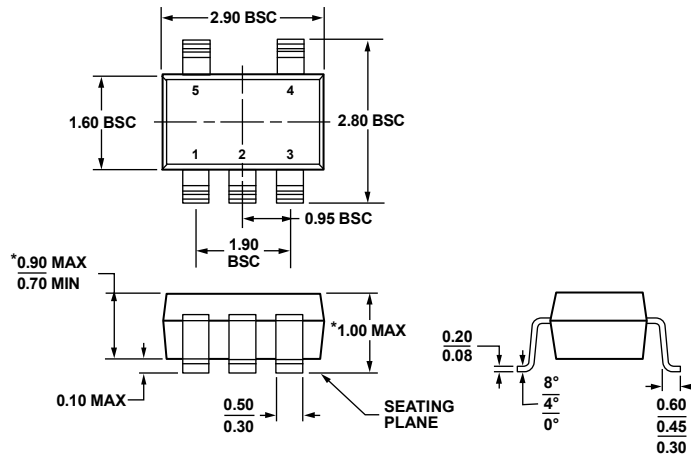 2.90 BSC
5
4
1.60 BSC
2.80 BSC
1
2
3
0.95 BSC
1.90
BSC
*0.90 MAX
0.70 MIN
*1.00 MAX
0.10 MAX
0.50
0.30
SEATING
PLANE
0.20
0.08
8°
4°
0°
0.60
0.45
0.30